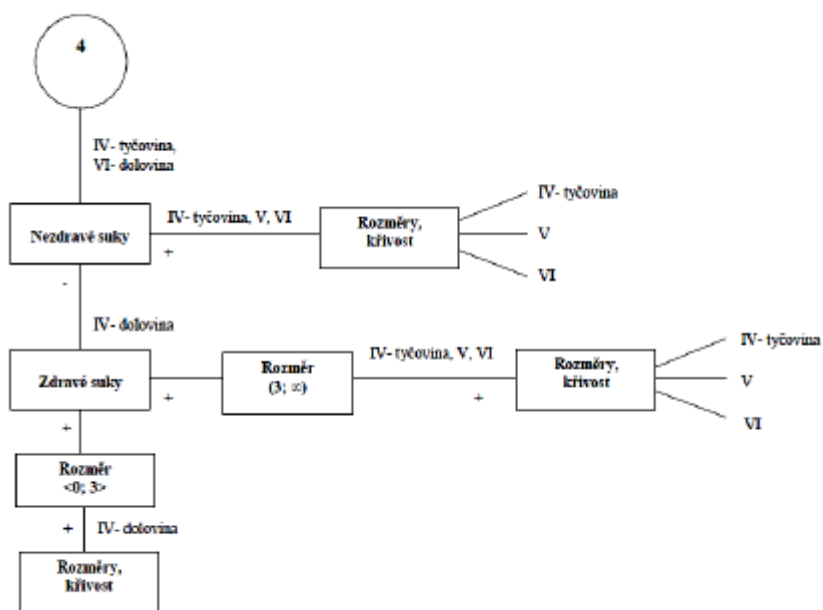 4
IV- tyčovina,
VI- dolovina
Nezdravé suky
IV- tyčovina, V, VI
+
Rozměry,
křivost
IV- tyčovina
V
VI
-
IV- dolovina
Zdravé suky
+
Rozměr
(3; ∞)
IV- tyčovina, V, VI
+
Rozměry,
křivost
IV- tyčovina
V
VI
+
Rozměr
<0; 3>
+ IV- dolovina
Rozměry,
křivost